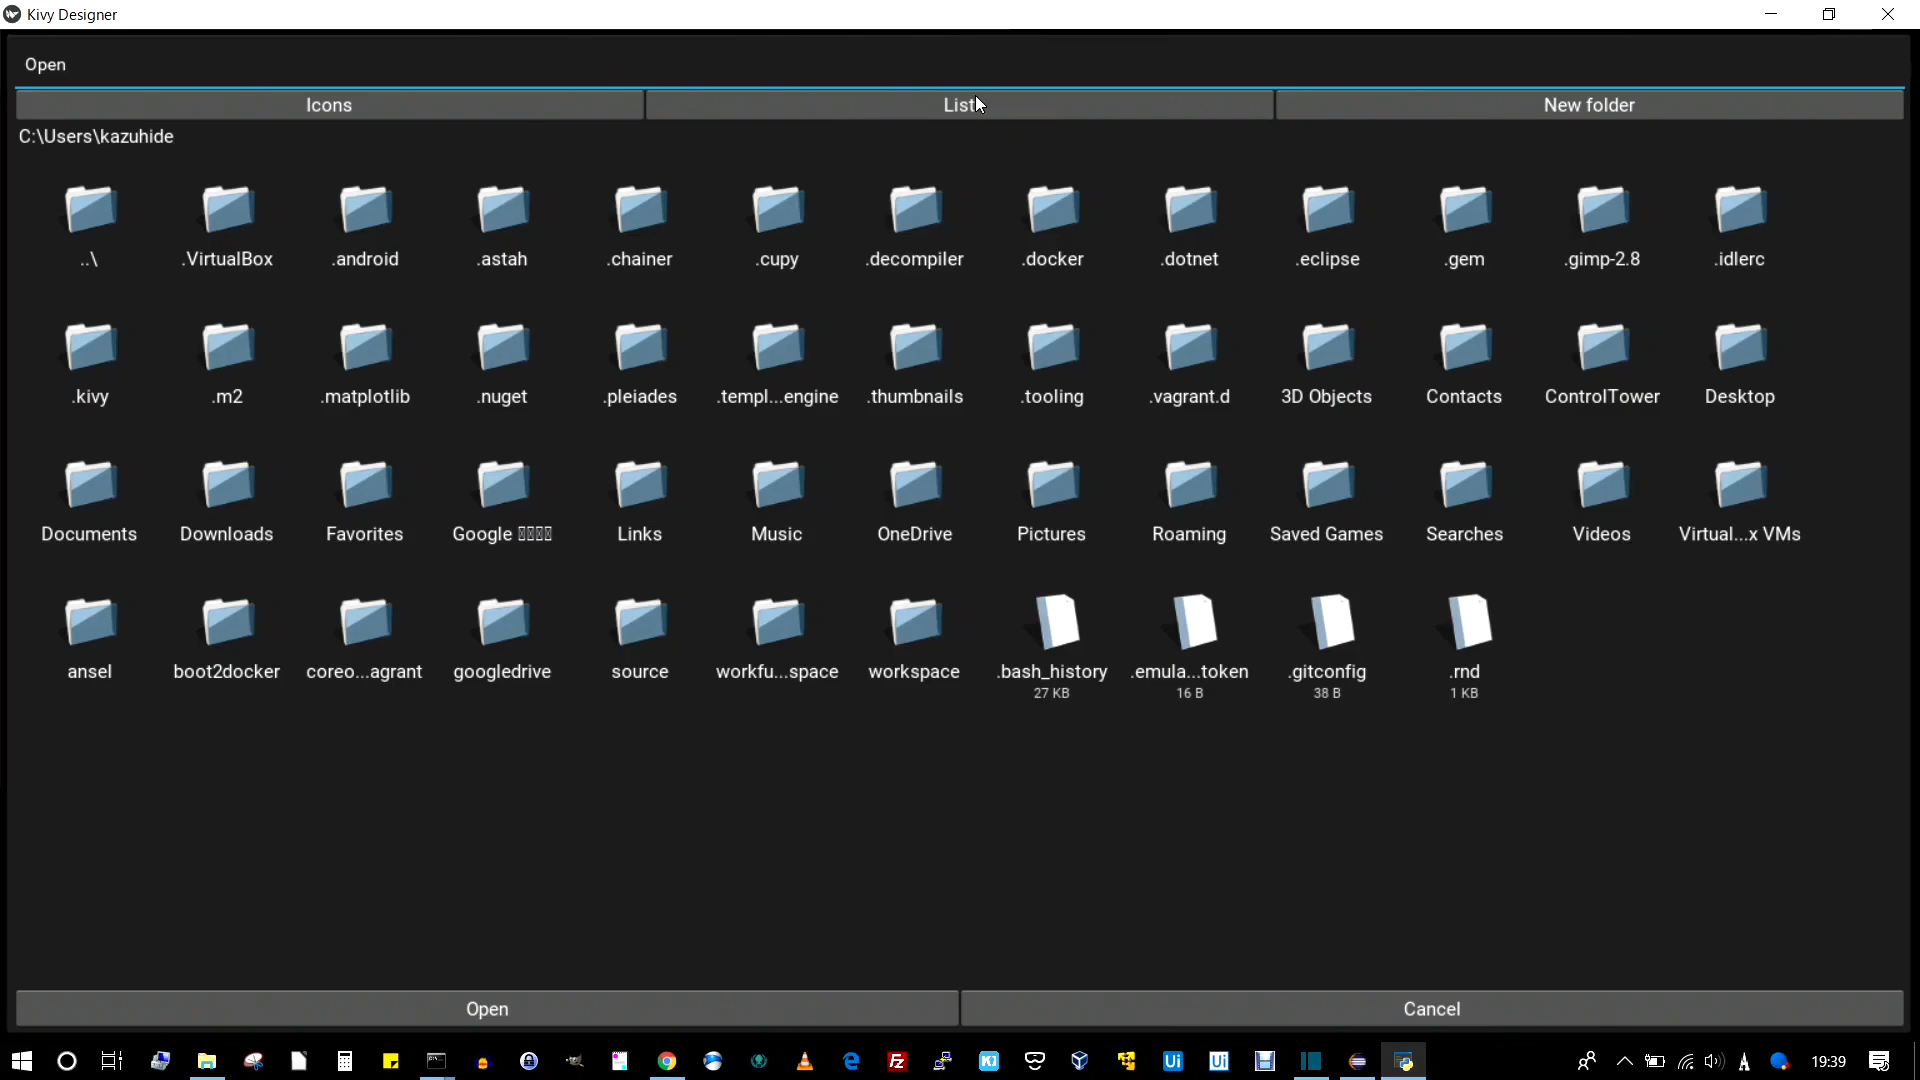 Kivy Designer
Open
Icons List New folder
C:\Users\kazuhide
..\ .VirtualBox .android .astah .chainer .cupy .decompiler .docker .dotnet .eclipse .gem .gimp-2.8 .idlerc
.kivy .m2 .matplotlib .nuget .pleiades .templ...engine .thumbnails .tooling .vagrant.d 3D Objects Contacts ControlTower Desktop
Documents Downloads Favorites Google Links Music OneDrive Pictures Roaming Saved Games Searches Videos Virtual...x VMs
ansel boot2docker coreo...agrant googledrive source workfu...space workspace .bash_history .emula...token .gitconfig .rnd
27 KB 16 B 38 B 1 KB
Open Cancel
19:39